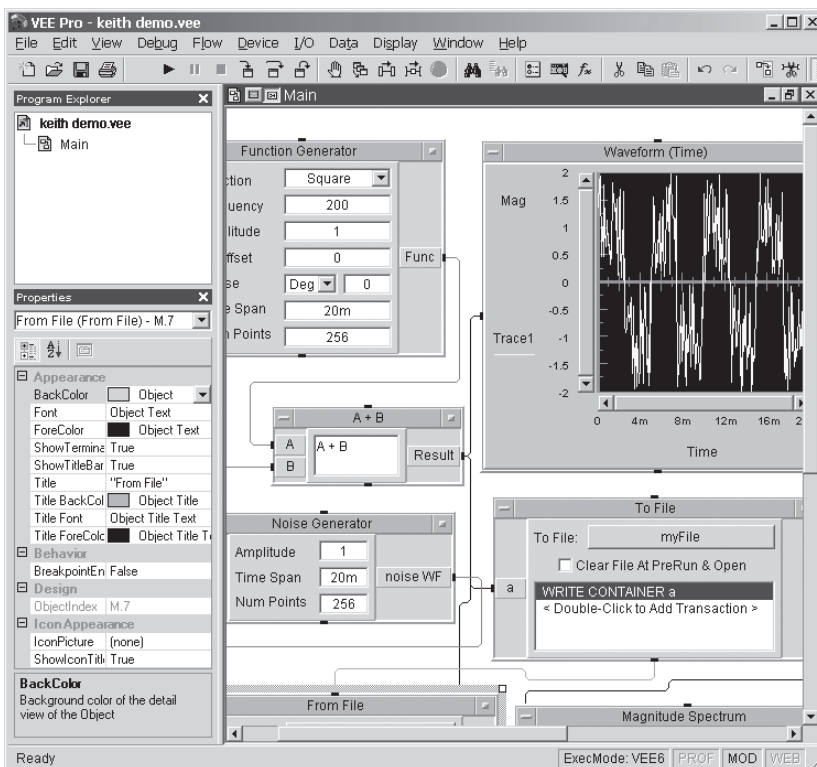 VEE Pro - keith demo.vee
File Edit View Debug Flow Device I/O Data Display Window Help
Program Explorer
keith demo.vee
Main
Properties
From File (From File) - M.7
Appearance
BackColor Object
Font Object Text
ForeColor Object Text
ShowTermina True
ShowTitleBar True
Title "From File"
Title BackCol Object Title
Title Font Object Title Text
Title ForeColo Object Title T
Behavior
BreakpointEn False
Design
ObjectIndex M.7
Icon Appearance
IconPicture (none)
ShowIconTitl True
BackColor
Background color of the detail
view of the Object
Main
Function Generator
ction Square
uency 200
litude 1
ffset 0
se Deg 0
e Span 20m
n Points 256
Func
Waveform (Time)
Mag
Trace1
2
1.5
1
0.5
0
-0.5
-1
-1.5
-2
0 4m 8m 12m 16m 2
Time
A + B
A
B
A + B
Result
Noise Generator
Amplitude 1
Time Span 20m
Num Points 256
noise WF
To File
To File: myFile
Clear File At PreRun & Open
a
WRITE CONTAINER a
< Double-Click to Add Transaction >
From File
Magnitude Spectrum
Ready
ExecMode: VEE6 PROF MOD WEB